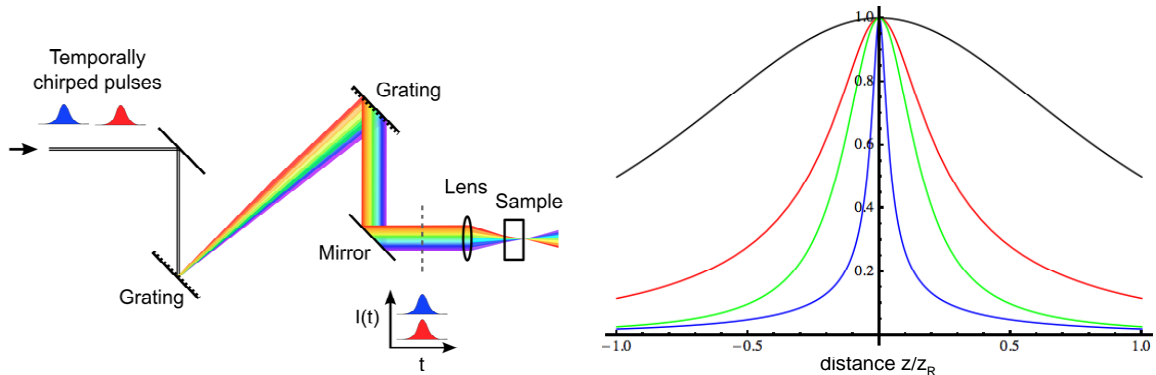 Temporally
chirped pulses
Grating
Grating
Mirror
Lens
Sample
I(t)
t
1.0
0.8
0.6
0.4
0.2
−1.0
−0.5
0.5
1.0
distance z/z_R